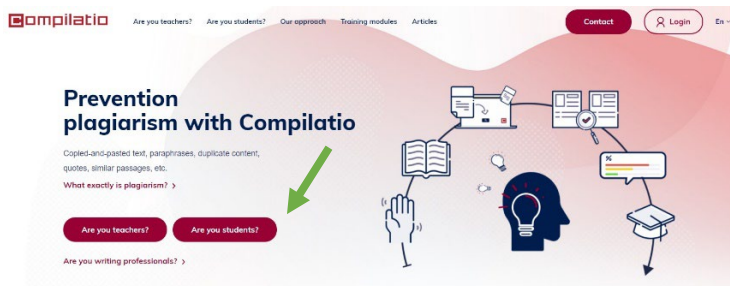 Compilatio
Are you teachers? Are you students? Our approach Training modules Articles
Contact
Login
En
Prevention
plagiarism with Compilatio
Copied-and-pasted text, paraphrases, duplicate content,
quotes, similar passages, etc.
What exactly is plagiarism? >
Are you teachers? Are you students?
Are you writing professionals? >
%